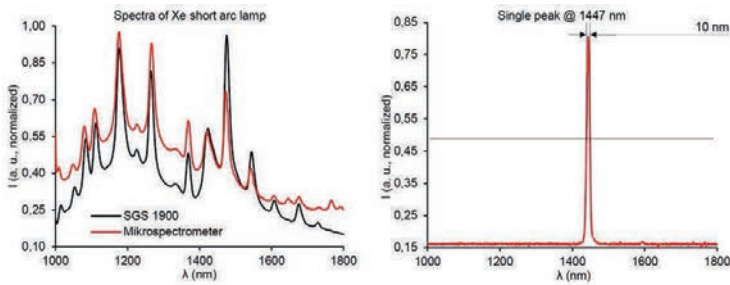 Spectra of Xe short arc lamp
I (a. u., normalized)
1,00
0,85
0,70
0,55
0,40
0,25
0,10
SGS 1900
Mikrospectrometer
1000 1200 1400 1600 1800
λ (nm)
Single peak @ 1447 nm
10 nm
I (a. u., normalized)
0,85
0,75
0,65
0,55
0,45
0,35
0,25
0,15
1000 1200 1400 1600 1800
λ (nm)